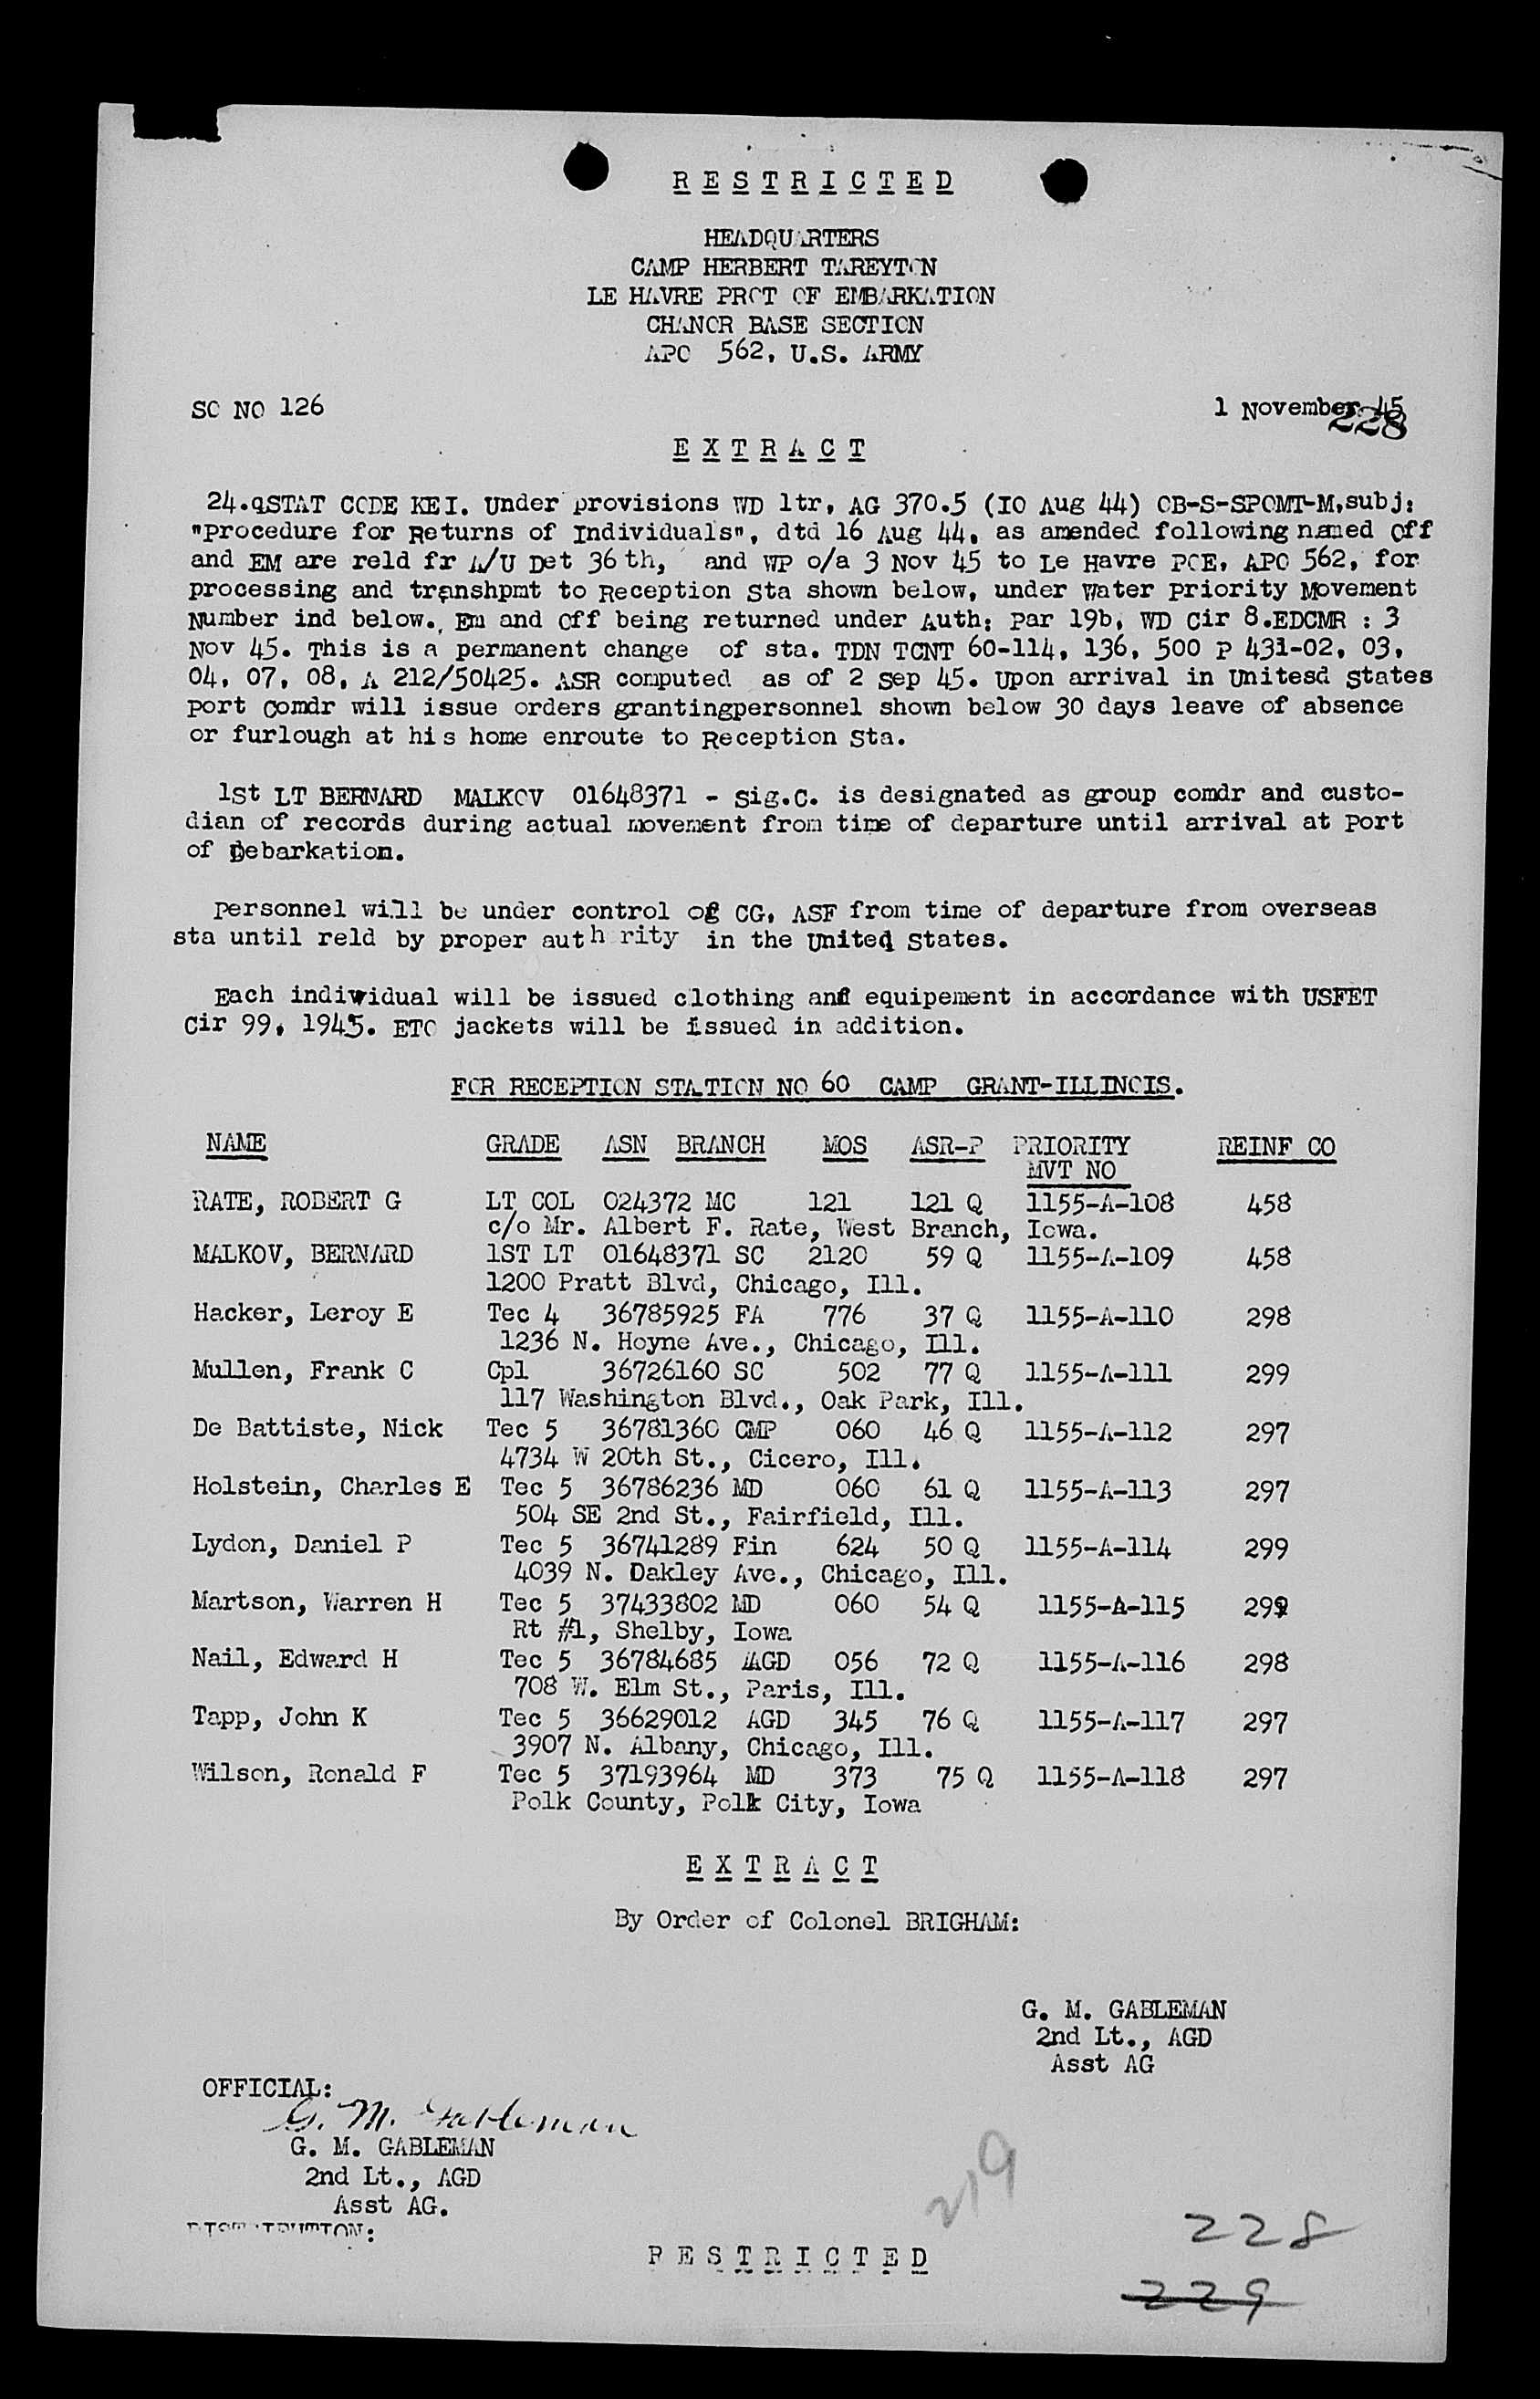 R E S T R I C T E D
HEADQUARTERS
CAMP HERBERT TAREYTON
LE HAVRE PROT OF EMBARKATION
CHANOR BASE SECTION
APO 562, U.S. ARMY
SO NO 126
1 November 45
228
E X T R A C T
24.QSTAT CODE KEI. Under provisions WD ltr, AG 370.5 (IO Aug 44) OB-S-SPOMT-M,subj:
"Procedure for Returns of Individuals", dtd 16 Aug 44, as amended following named Off
and EM are reld fr A/U Det 36th, and WP o/a 3 Nov 45 to Le Havre POE, APO 562, for
processing and transhpmt to Reception Sta shown below, under Water Priority Movement
Number ind below., Em and Off being returned under Auth: Par 19b, WD Cir 8.EDCMR : 3
Nov 45. This is a permanent change of sta. TDN TCNT 60-114, 136, 500 P 431-02, 03,
04, 07, 08, A 212/50425. ASR computed as of 2 Sep 45. Upon arrival in Unitesd States
Port Comdr will issue orders grantingpersonnel shown below 30 days leave of absence
or furlough at his home enroute to Reception Sta.
1St LT BERNARD MALKOV 01648371 - Sig.C. is designated as group comdr and custo-
dian of records during actual movement from time of departure until arrival at Port
of Debarkation.
Personnel will be under control of CG, ASF from time of departure from overseas
sta until reld by proper auth rity in the United States.
Each individual will be issued clothing and equipement in accordance with USFET
Cir 99, 1945. ETO jackets will be issued in addition.
FOR RECEPTION STATION NO 60 CAMP GRANT-ILLINOIS.
NAME GRADE ASN BRANCH MOS ASR-P PRIORITY REINF CO
MVT NO
RATE, ROBERT G LT COL 024372 MC 121 121 Q 1155-A-108 458
c/o Mr. Albert F. Rate, West Branch, Iowa.
MALKOV, BERNARD 1ST LT 01648371 SC 2120 59 Q 1155-A-109 458
1200 Pratt Blvd, Chicago, Ill.
Hacker, Leroy E Tec 4 36785925 FA 776 37 Q 1155-A-110 298
1236 N. Hoyne Ave., Chicago, Ill.
Mullen, Frank C Cpl 36726160 SC 502 77 Q 1155-A-111 299
117 Washington Blvd., Oak Park, Ill.
De Battiste, Nick Tec 5 36781360 CMP 060 46 Q 1155-A-112 297
4734 W 20th St., Cicero, Ill.
Holstein, Charles E Tec 5 36786236 MD 060 61 Q 1155-A-113 297
504 SE 2nd St., Fairfield, Ill.
Lydon, Daniel P Tec 5 36741289 Fin 624 50 Q 1155-A-114 299
4039 N. Oakley Ave., Chicago, Ill.
Martson, Warren H Tec 5 37433802 MD 060 54 Q 1155-A-115 299
Rt #1, Shelby, Iowa
Nail, Edward H Tec 5 36784685 AGD 056 72 Q 1155-A-116 298
708 W. Elm St., Paris, Ill.
Tapp, John K Tec 5 36629012 AGD 345 76 Q 1155-A-117 297
3907 N. Albany, Chicago, Ill.
Wilson, Ronald F Tec 5 37193964 MD 373 75 Q 1155-A-118 297
Polk County, Polk City, Iowa
E X T R A C T
By Order of Colonel BRIGHAM:
G. M. GABLEMAN
2nd Lt., AGD
Asst AG
OFFICIAL:
G. M. Gableman
G. M. GABLEMAN
2nd Lt., AGD
Asst AG.
DISTRIBUTION:
219
228
R E S T R I C T E D
229